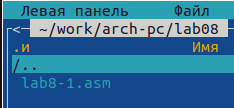 Левая панель Файл
<— ~/work/arch-pc/lab08
.и Имя
/..
lab8-1.asm